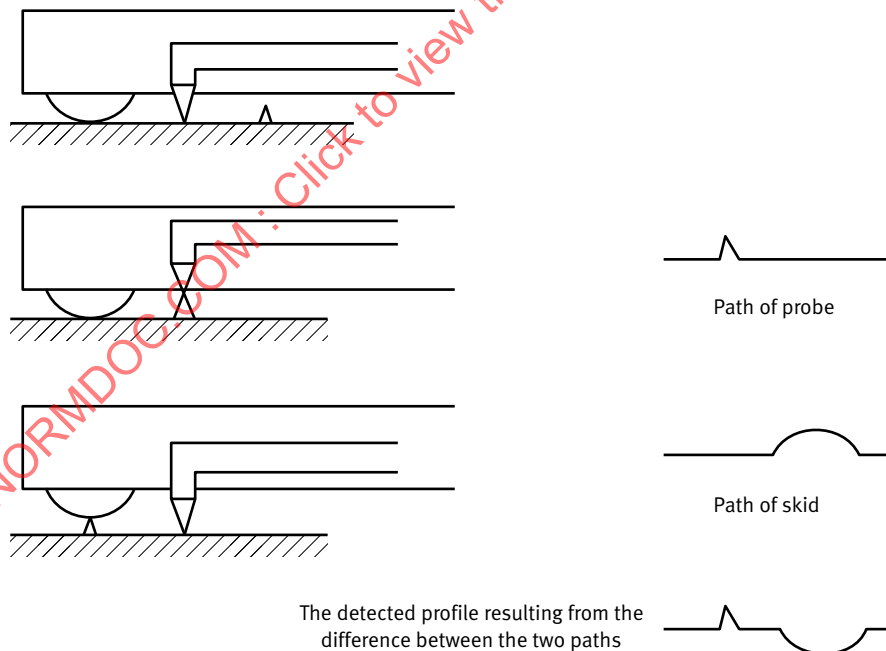 NORMDOC.COM : Click to view th
Path of probe
Path of skid
The detected profile resulting from the
difference between the two paths